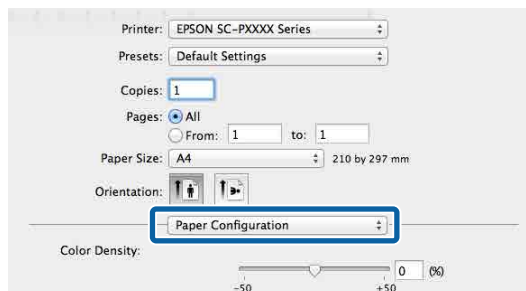 Printer: EPSON SC-PXXXX Series
Presets: Default Settings
Copies: 1
Pages: All
From: 1 to: 1
Paper Size: A4 210 by 297 mm
Orientation:
Paper Configuration
Color Density:
0 (%)
-50 +50